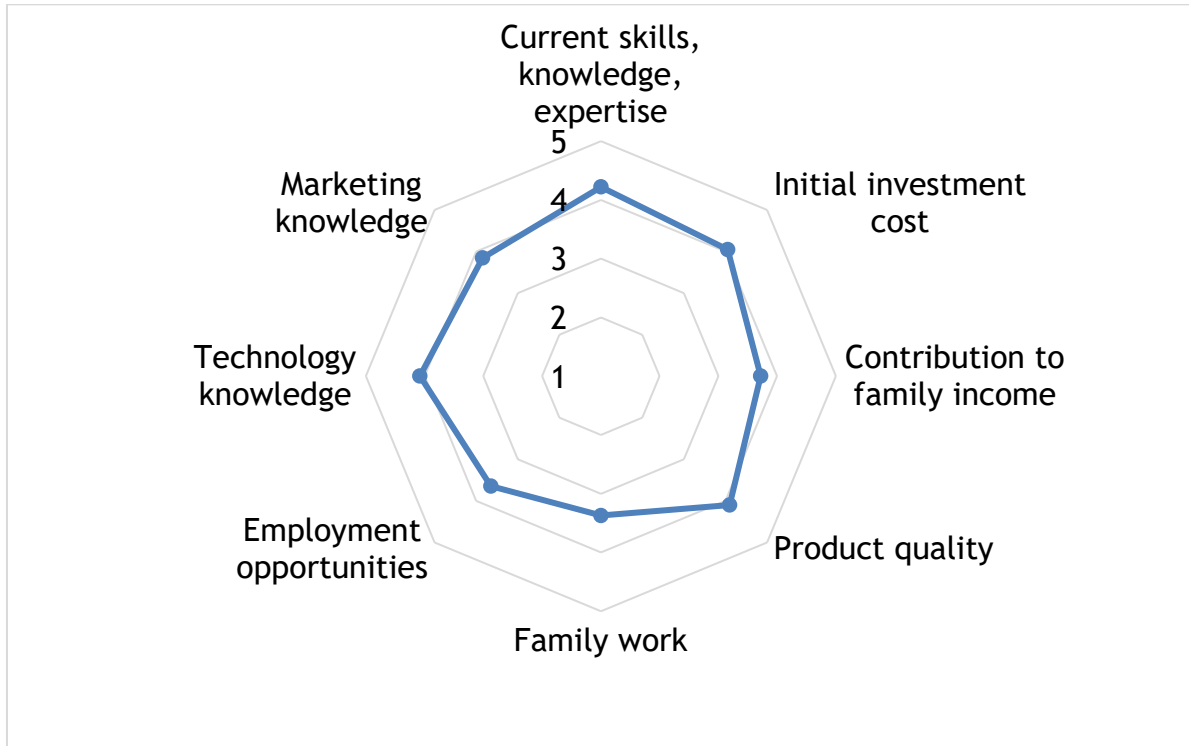 Current skills,
knowledge,
expertise
5
4
3
2
1
Initial investment
cost
Contribution to
family income
Product quality
Family work
Employment
opportunities
Technology
knowledge
Marketing
knowledge